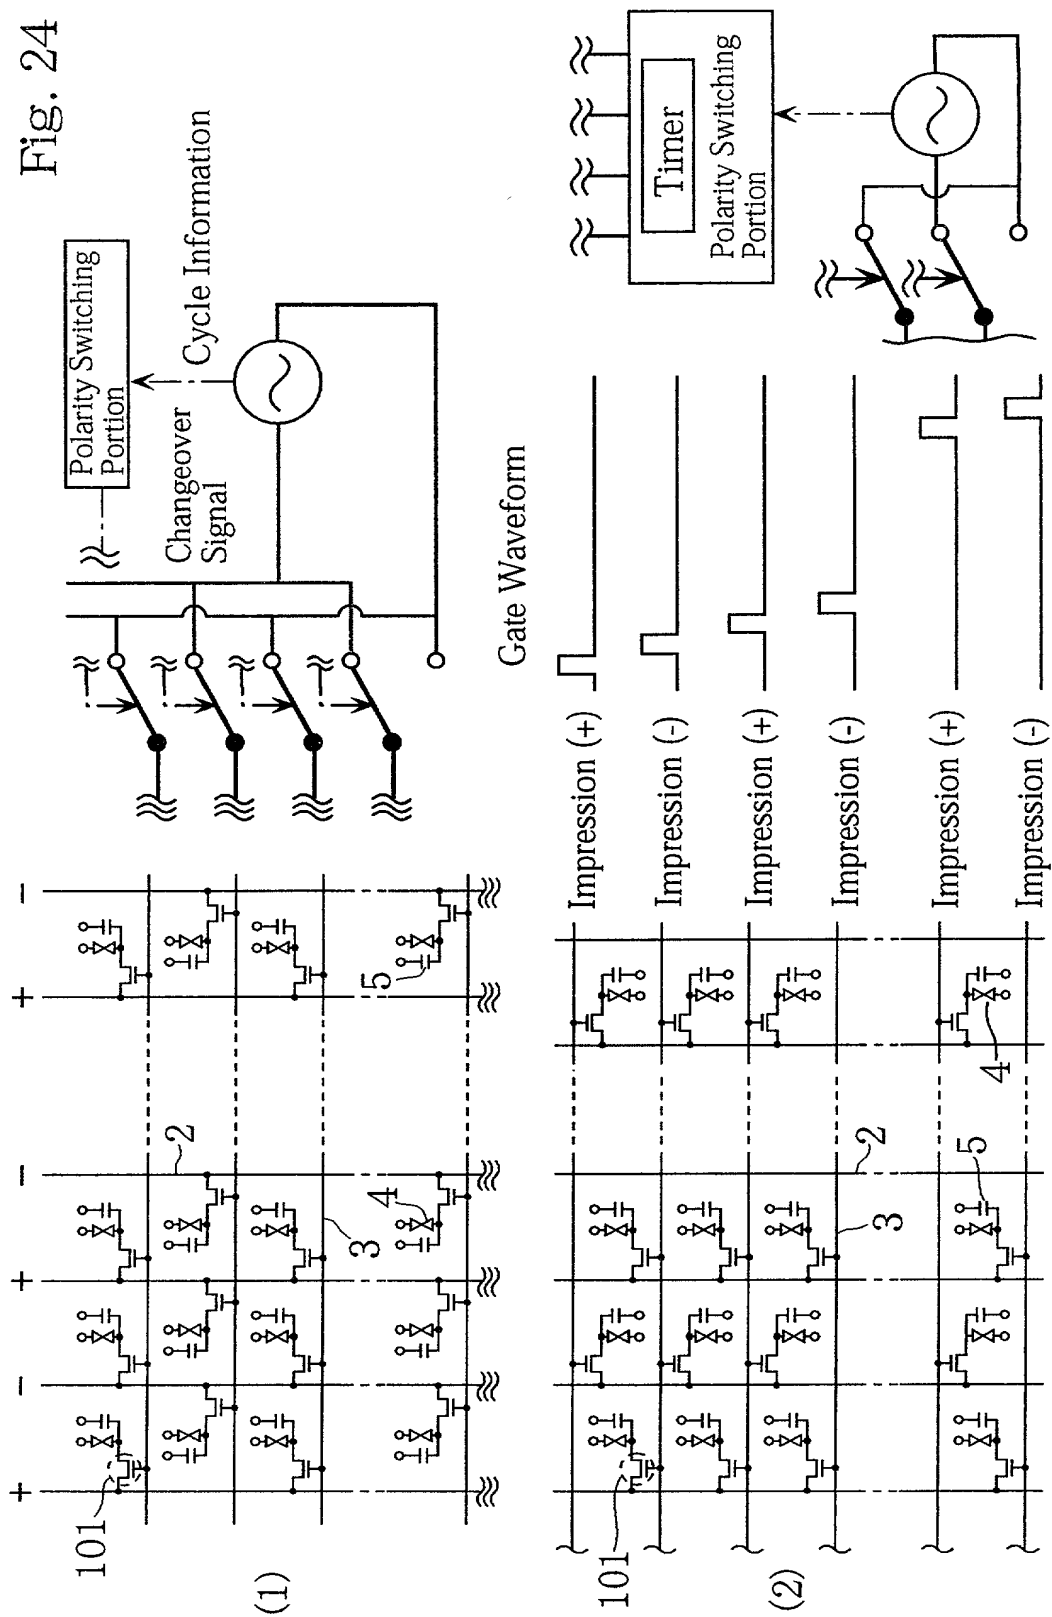 Fig. 24
Polarity Switching
Portion
Cycle Information
Changeover
Signal
+ − + − + −
101
2
3
4
5
(1)
Gate Waveform
Impression (+)
Impression (-)
Impression (+)
Impression (-)
Impression (+)
Impression (-)
Timer
Polarity Switching
Portion
101
2
3
5
4
(2)